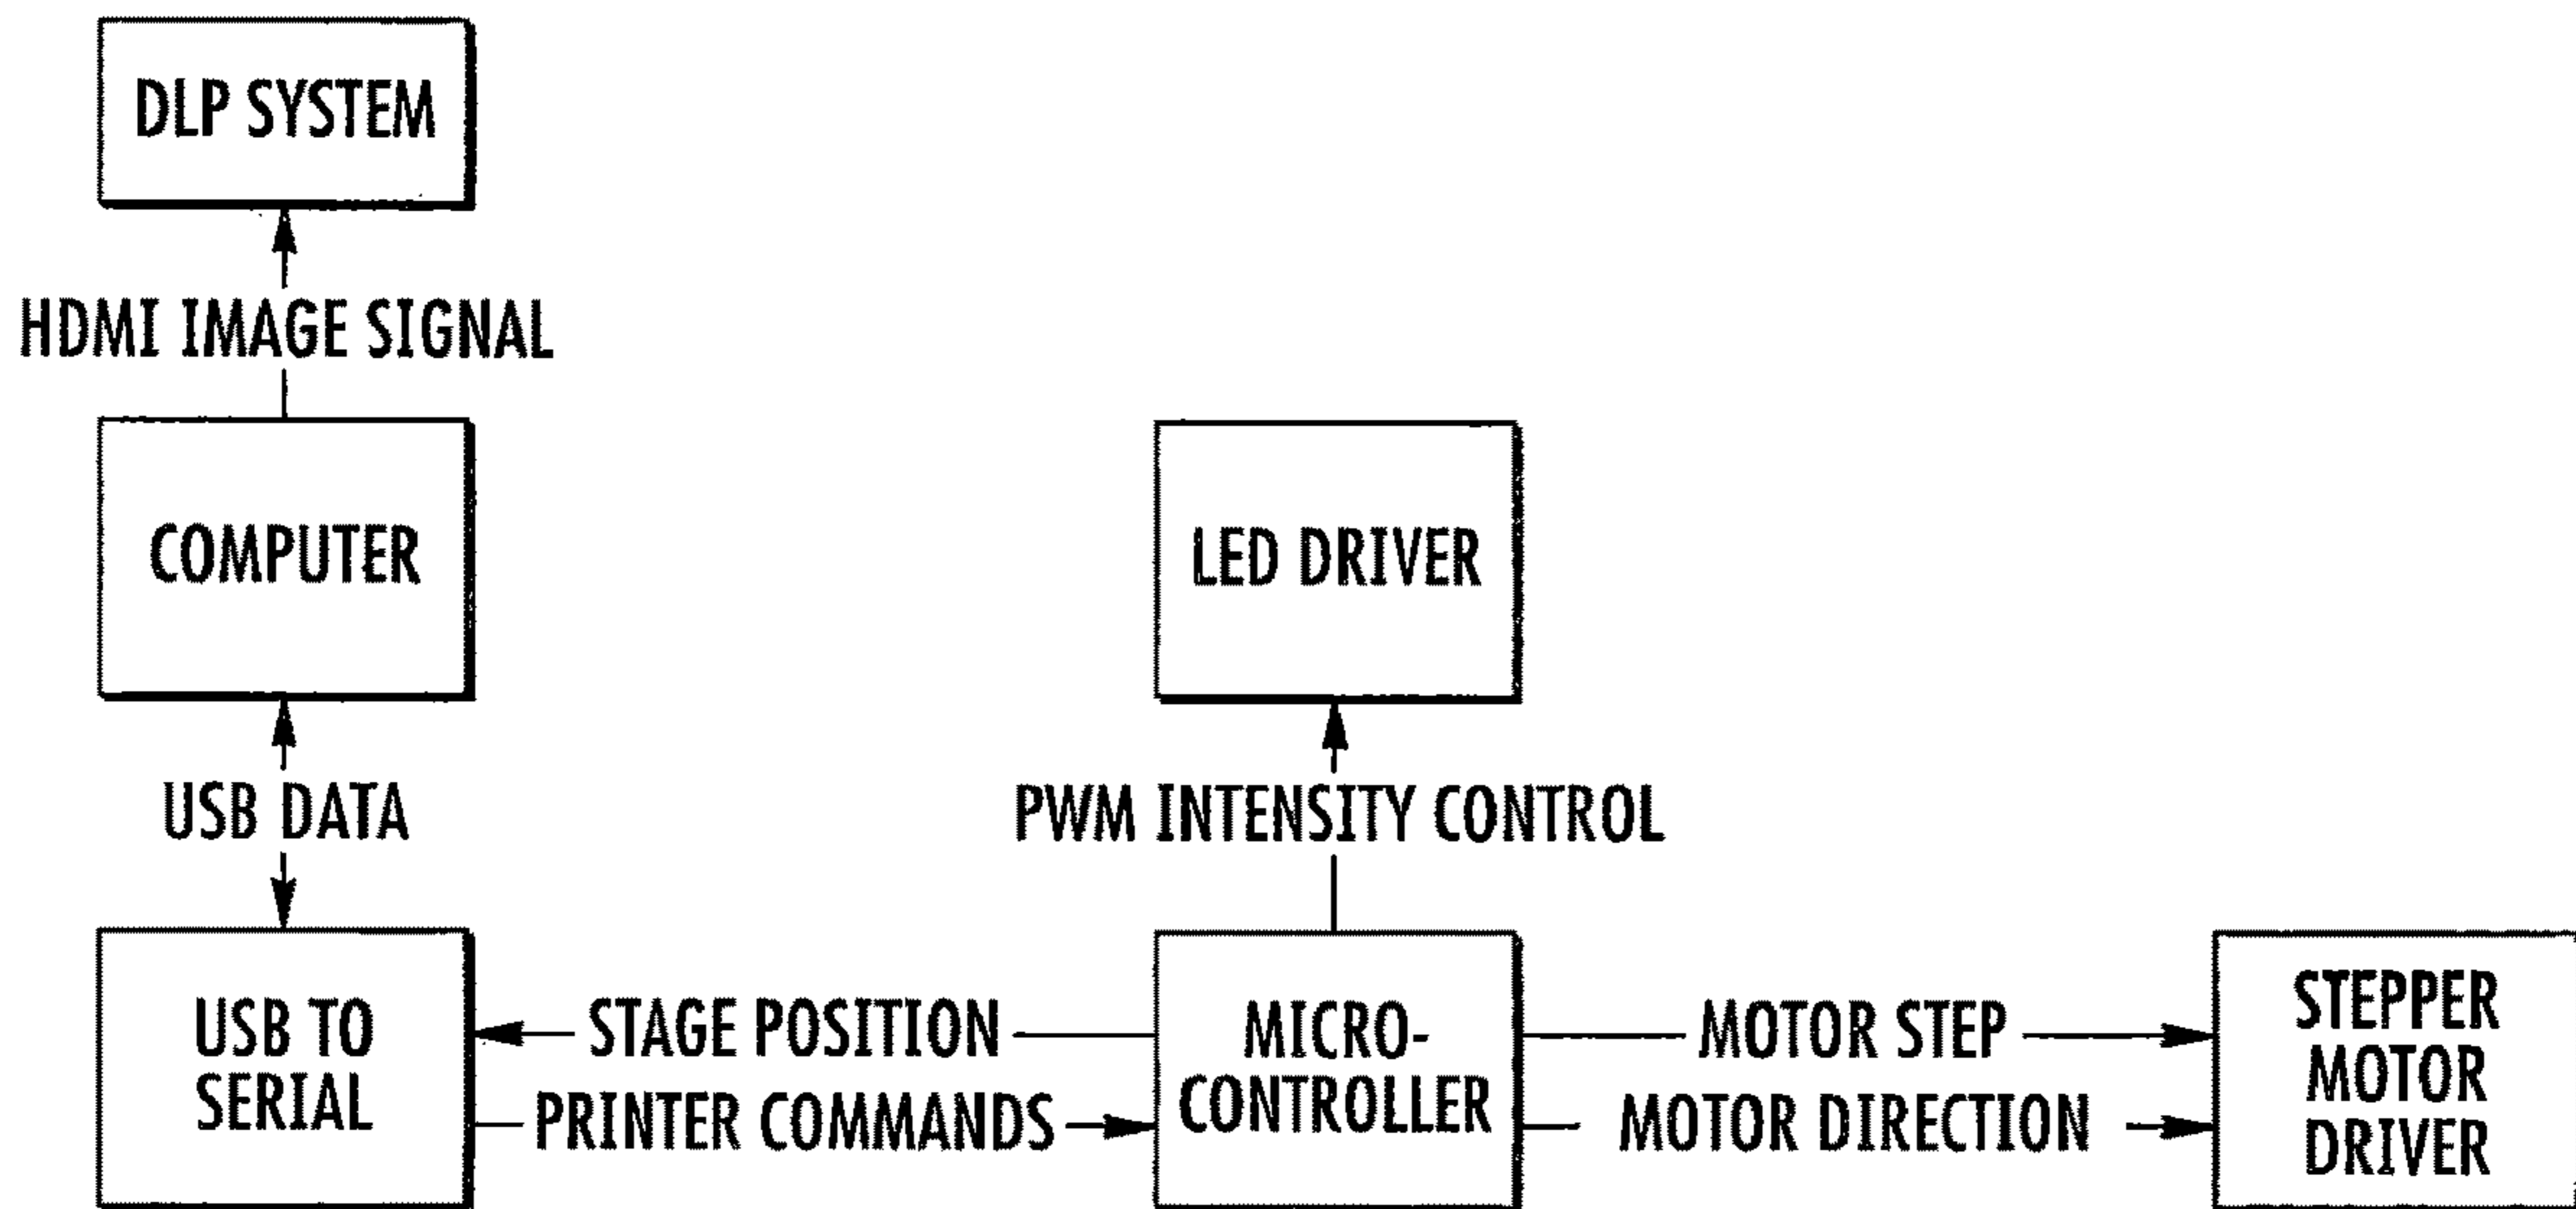 DLP SYSTEM
HDMI IMAGE SIGNAL
COMPUTER
LED DRIVER
USB DATA
PWM INTENSITY CONTROL
USB TO
SERIAL
STAGE POSITION
PRINTER COMMANDS
MICRO-
CONTROLLER
MOTOR STEP
MOTOR DIRECTION
STEPPER
MOTOR
DRIVER